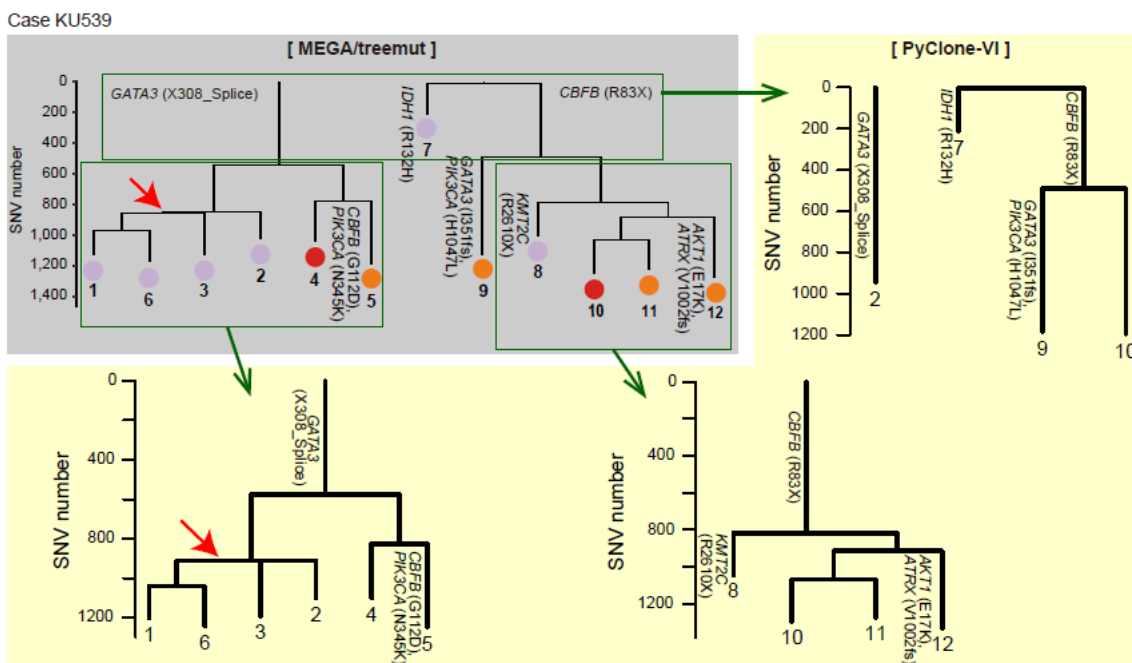 Case KU539
[ MEGA/treemut ]
SNV number
0
200
400
600
800
1,000
1,200
1,400
GATA3 (X308_Splice)
IDH1 (R132H)
CBFB (R83X)
7
GATA3 (I351fs),
PIK3CA (H1047L)
KMT2C
(R2610X)
CBFB (G112D),
PIK3CA (N345K)
AKT1 (E17K),
ATRX (V1002fs)
1
6
3
2
4
5
9
8
10
11
12
[ PyClone-VI ]
SNV number
0
200
400
600
800
1000
1200
GATA3 (X308_Splice)
2
IDH1 (R132H)
7
CBFB (R83X)
GATA3 (I351fs),
PIK3CA (H1047L)
9
10
SNV number
0
400
800
1200
GATA3
(X308_Splice)
CBFB (G112D),
PIK3CA (N345K)
1
6
3
2
4
5
SNV number
0
400
800
1200
CBFB (R83X)
KMT2C
(R2610X)
AKT1 (E17K),
ATRX (V1002fs)
8
10
11
12